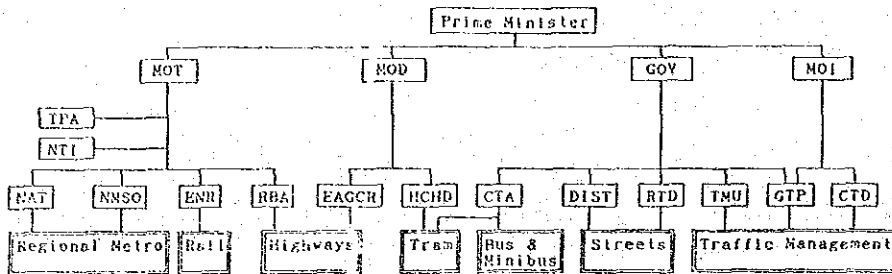 Prime Minister
MOT MOD GOV MOI
TPA
NTI
NAT NNSO ENR RBA EAGCR HCHD CTA DIST RTD TMU GTP CTD
Regional Metro Rail Highways Tram Bus & Streets Traffic Management
Minibus